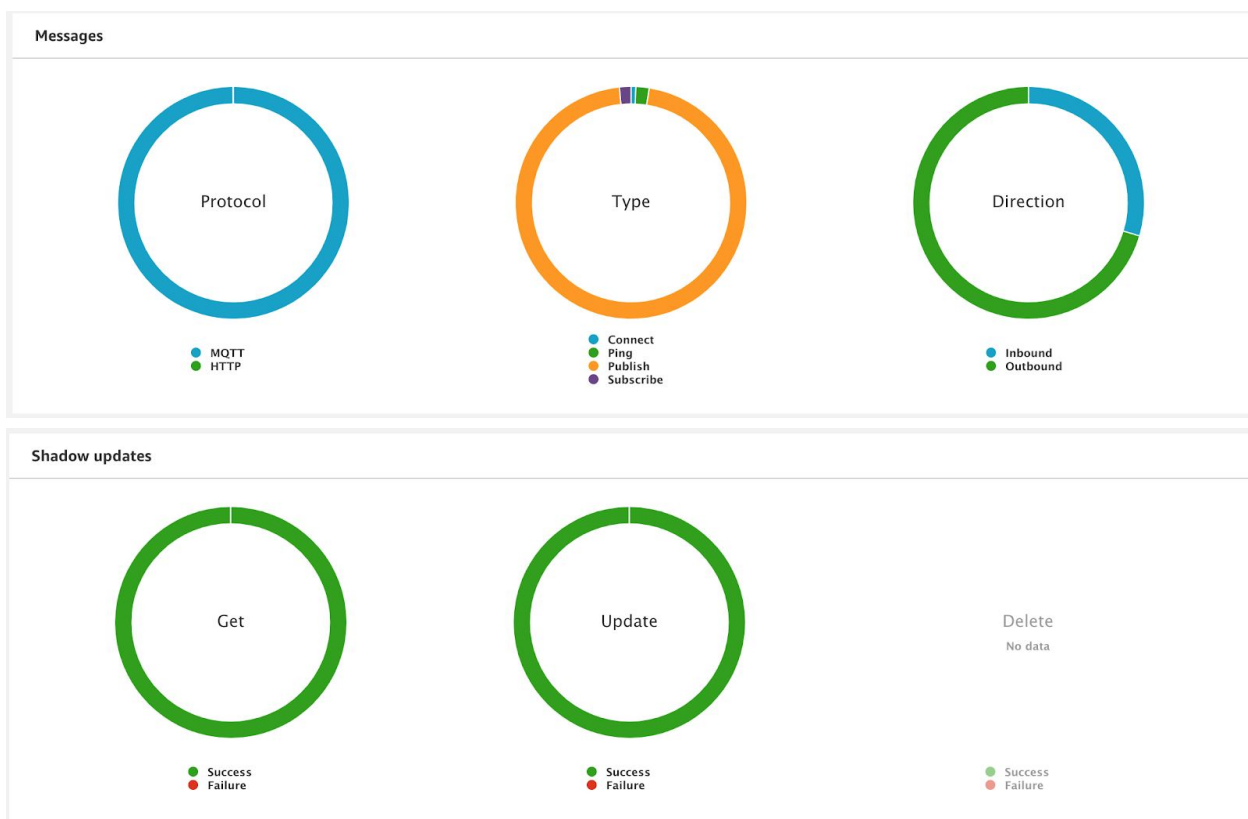 Messages
Protocol
MQTT
HTTP
Type
Connect
Ping
Publish
Subscribe
Direction
Inbound
Outbound
Shadow updates
Get
Success
Failure
Update
Success
Failure
Delete
No data
Success
Failure